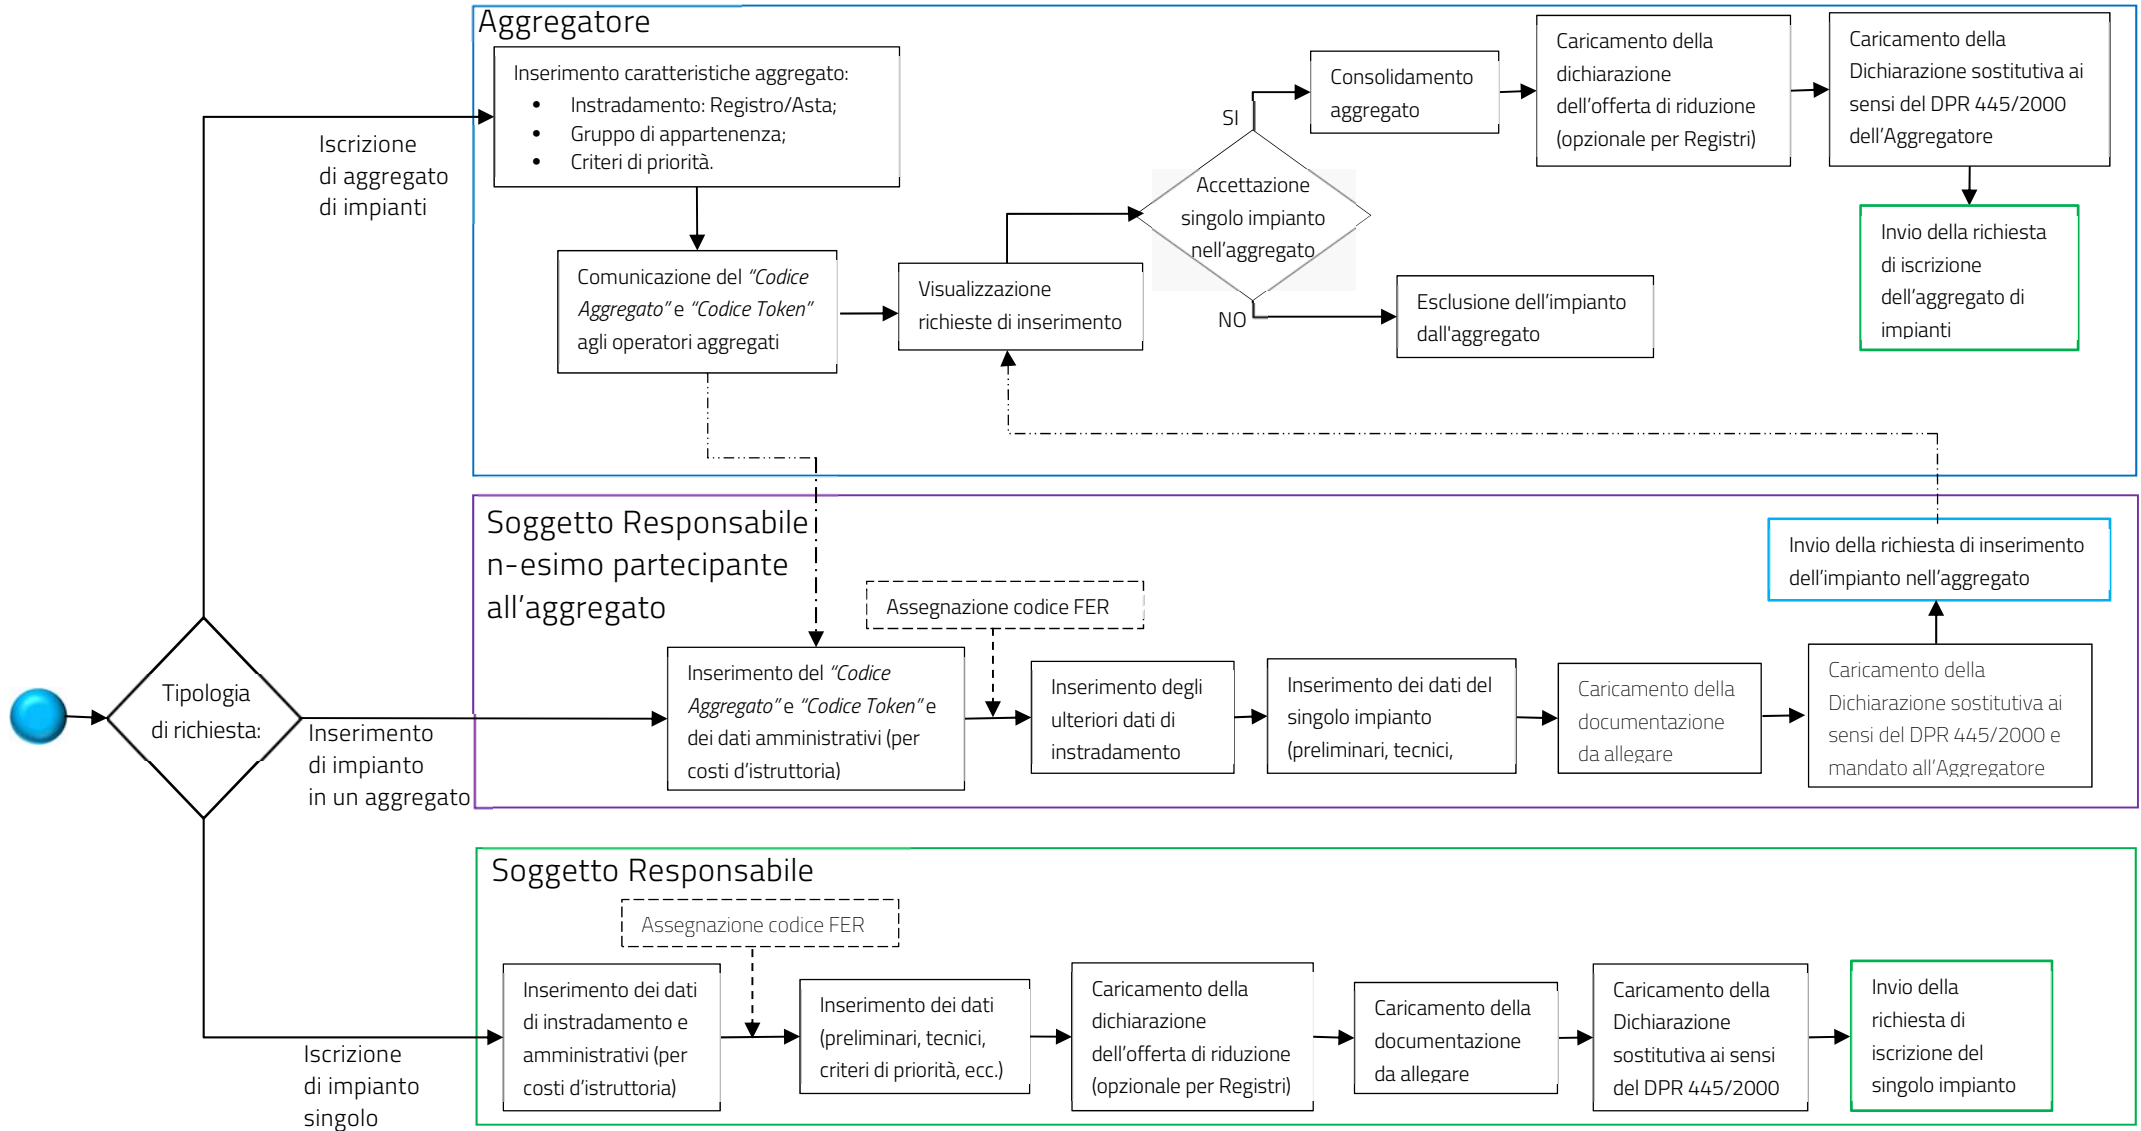 Aggregatore
Inserimento caratteristiche aggregato:
• Instradamento: Registro/Asta;
• Gruppo di appartenenza;
• Criteri di priorità.
Iscrizione
di aggregato
di impianti
Comunicazione del “Codice
Aggregato” e “Codice Token”
agli operatori aggregati
Visualizzazione
richieste di inserimento
Accettazione
singolo impianto
nell’aggregato
SI
NO
Consolidamento
aggregato
Esclusione dell’impianto
dall'aggregato
Caricamento della
dichiarazione
dell’offerta di riduzione
(opzionale per Registri)
Caricamento della
Dichiarazione sostitutiva ai
sensi del DPR 445/2000
dell’Aggregatore
Invio della richiesta
di iscrizione
dell’aggregato di
impianti
Tipologia
di richiesta:
Soggetto Responsabile
n-esimo partecipante
all’aggregato
Inserimento
di impianto
in un aggregato
Inserimento del “Codice
Aggregato” e “Codice Token” e
dei dati amministrativi (per
costi d’istruttoria)
Assegnazione codice FER
Inserimento degli
ulteriori dati di
instradamento
Inserimento dei dati del
singolo impianto
(preliminari, tecnici,
Caricamento della
documentazione
da allegare
Caricamento della
Dichiarazione sostitutiva ai
sensi del DPR 445/2000 e
mandato all’Aggregatore
Invio della richiesta di inserimento
dell’impianto nell’aggregato
Soggetto Responsabile
Iscrizione
di impianto
singolo
Assegnazione codice FER
Inserimento dei dati
di instradamento e
amministrativi (per
costi d’istruttoria)
Inserimento dei dati
(preliminari, tecnici,
criteri di priorità, ecc.)
Caricamento della
dichiarazione
dell’offerta di riduzione
(opzionale per Registri)
Caricamento della
documentazione
da allegare
Caricamento della
Dichiarazione
sostitutiva ai sensi
del DPR 445/2000
Invio della
richiesta di
iscrizione del
singolo impianto